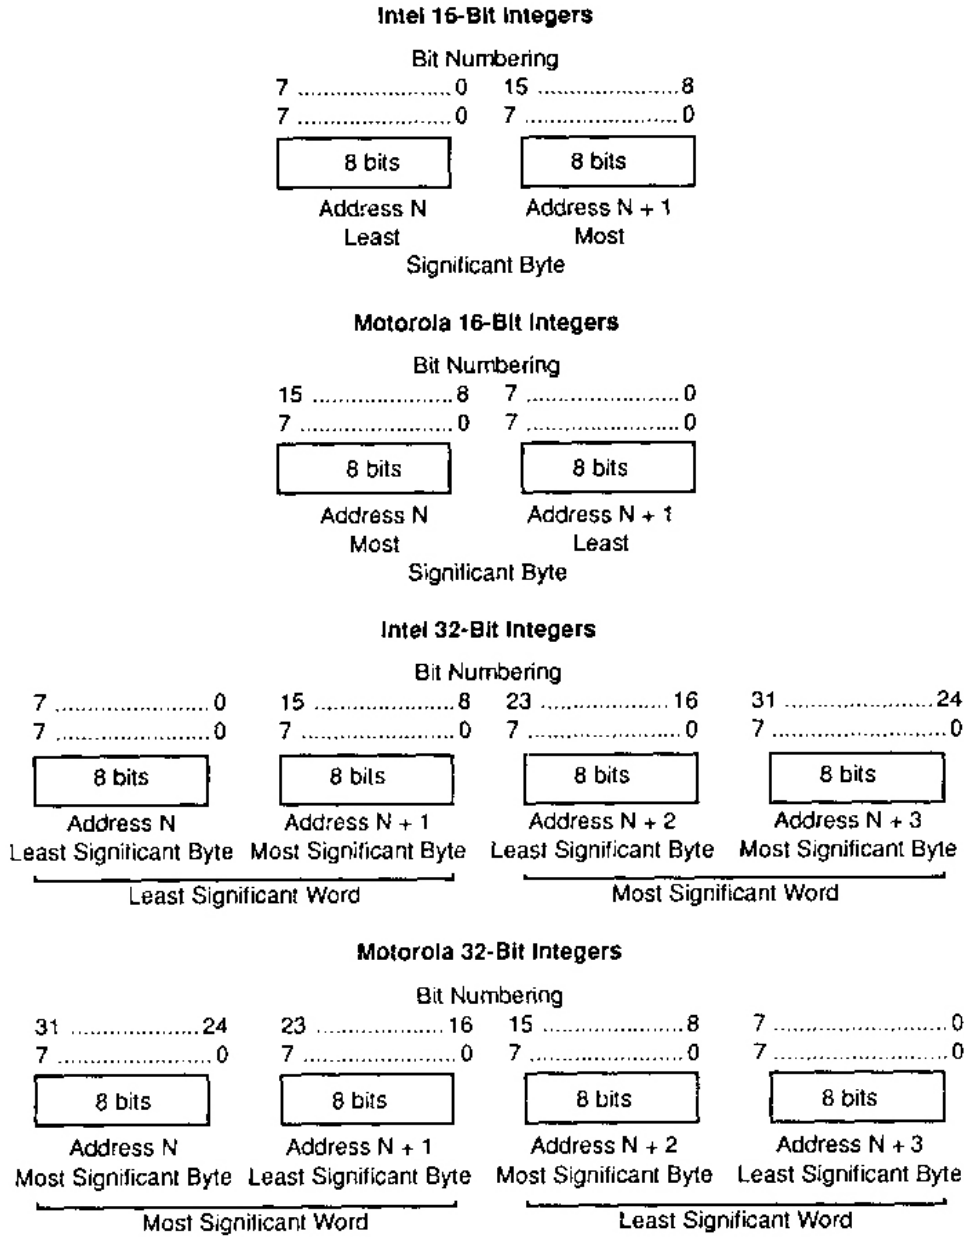 Intel 16-Bit Integers
Bit Numbering
7 ........................ 0 15 ...................... 8
7 ........................ 0 7 ........................ 0
8 bits 8 bits
Address N Address N + 1
Least Most
Significant Byte
Motorola 16-Bit Integers
Bit Numbering
15 ...................... 8 7 ........................ 0
7 ........................ 0 7 ........................ 0
8 bits 8 bits
Address N Address N + 1
Most Least
Significant Byte
Intel 32-Bit Integers
Bit Numbering
7 ........................ 0 15 ...................... 8 23 .................... 16 31 ....................... 24
7 ........................ 0 7 ........................ 0 7 ........................ 0 7 ............................ 0
8 bits 8 bits 8 bits 8 bits
Address N Address N + 1 Address N + 2 Address N + 3
Least Significant Byte Most Significant Byte Least Significant Byte Most Significant Byte
Least Significant Word Most Significant Word
Motorola 32-Bit Integers
Bit Numbering
31 .................... 24 23 .................... 16 15 ...................... 8 7 ............................ 0
7 ........................ 0 7 ........................ 0 7 ........................ 0 7 ............................ 0
8 bits 8 bits 8 bits 8 bits
Address N Address N + 1 Address N + 2 Address N + 3
Most Significant Byte Least Significant Byte Most Significant Byte Least Significant Byte
Most Significant Word Least Significant Word